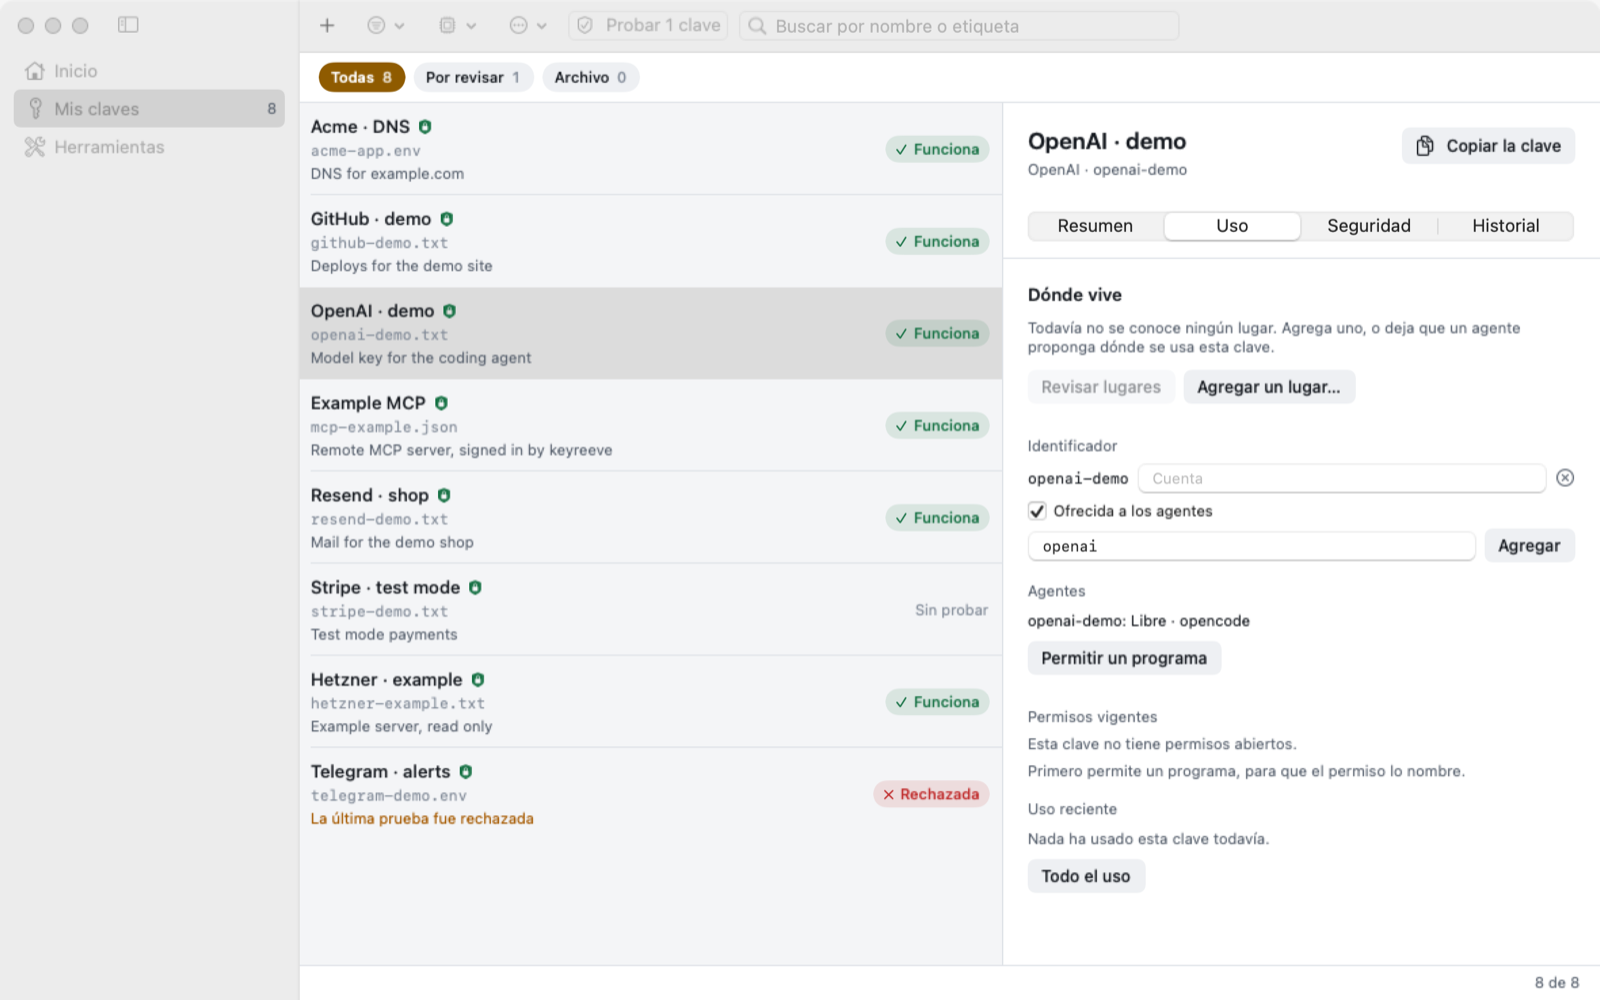 Inicio
Mis claves 8
Herramientas
Probar 1 clave
Buscar por nombre o etiqueta
Todas 8
Por revisar 1
Archivo 0
Acme · DNS
acme-app.env
DNS for example.com
Funciona
GitHub · demo
github-demo.txt
Deploys for the demo site
Funciona
OpenAI · demo
openai-demo.txt
Model key for the coding agent
Funciona
Example MCP
mcp-example.json
Remote MCP server, signed in by keyreeve
Funciona
Resend · shop
resend-demo.txt
Mail for the demo shop
Funciona
Stripe · test mode
stripe-demo.txt
Test mode payments
Sin probar
Hetzner · example
hetzner-example.txt
Example server, read only
Funciona
Telegram · alerts
telegram-demo.env
La última prueba fue rechazada
Rechazada
OpenAI · demo
OpenAI · openai-demo
Copiar la clave
Resumen
Uso
Seguridad
Historial
Dónde vive
Todavía no se conoce ningún lugar. Agrega uno, o deja que un agente
proponga dónde se usa esta clave.
Revisar lugares
Agregar un lugar...
Identificador
openai-demo
Cuenta
Ofrecida a los agentes
openai
Agregar
Agentes
openai-demo: Libre · opencode
Permitir un programa
Permisos vigentes
Esta clave no tiene permisos abiertos.
Primero permite un programa, para que el permiso lo nombre.
Uso reciente
Nada ha usado esta clave todavía.
Todo el uso
8 de 8